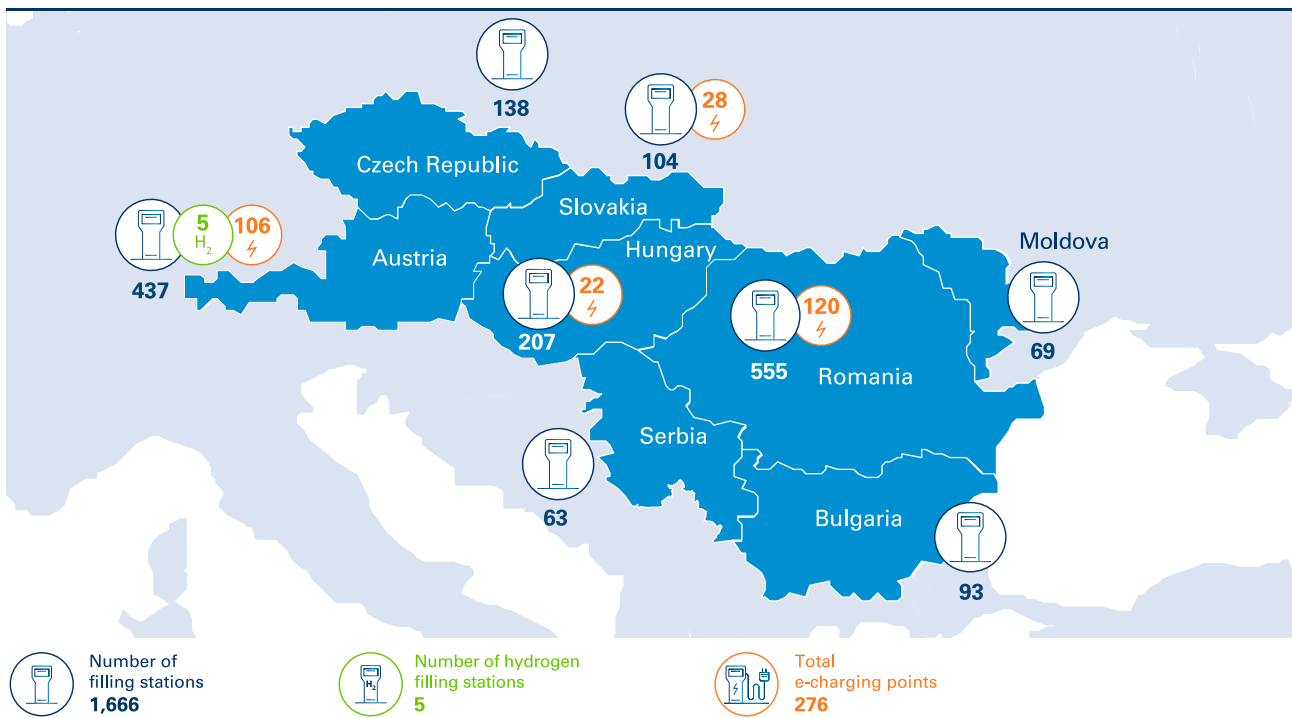 138
28
104
Czech Republic
Slovakia
5
H₂
106
437
Austria
Hungary
Moldova
22
207
120
555
69
Romania
Serbia
63
Bulgaria
93
Number of
filling stations
1,666
H₂
Number of hydrogen
filling stations
5
Total
e-charging points
276